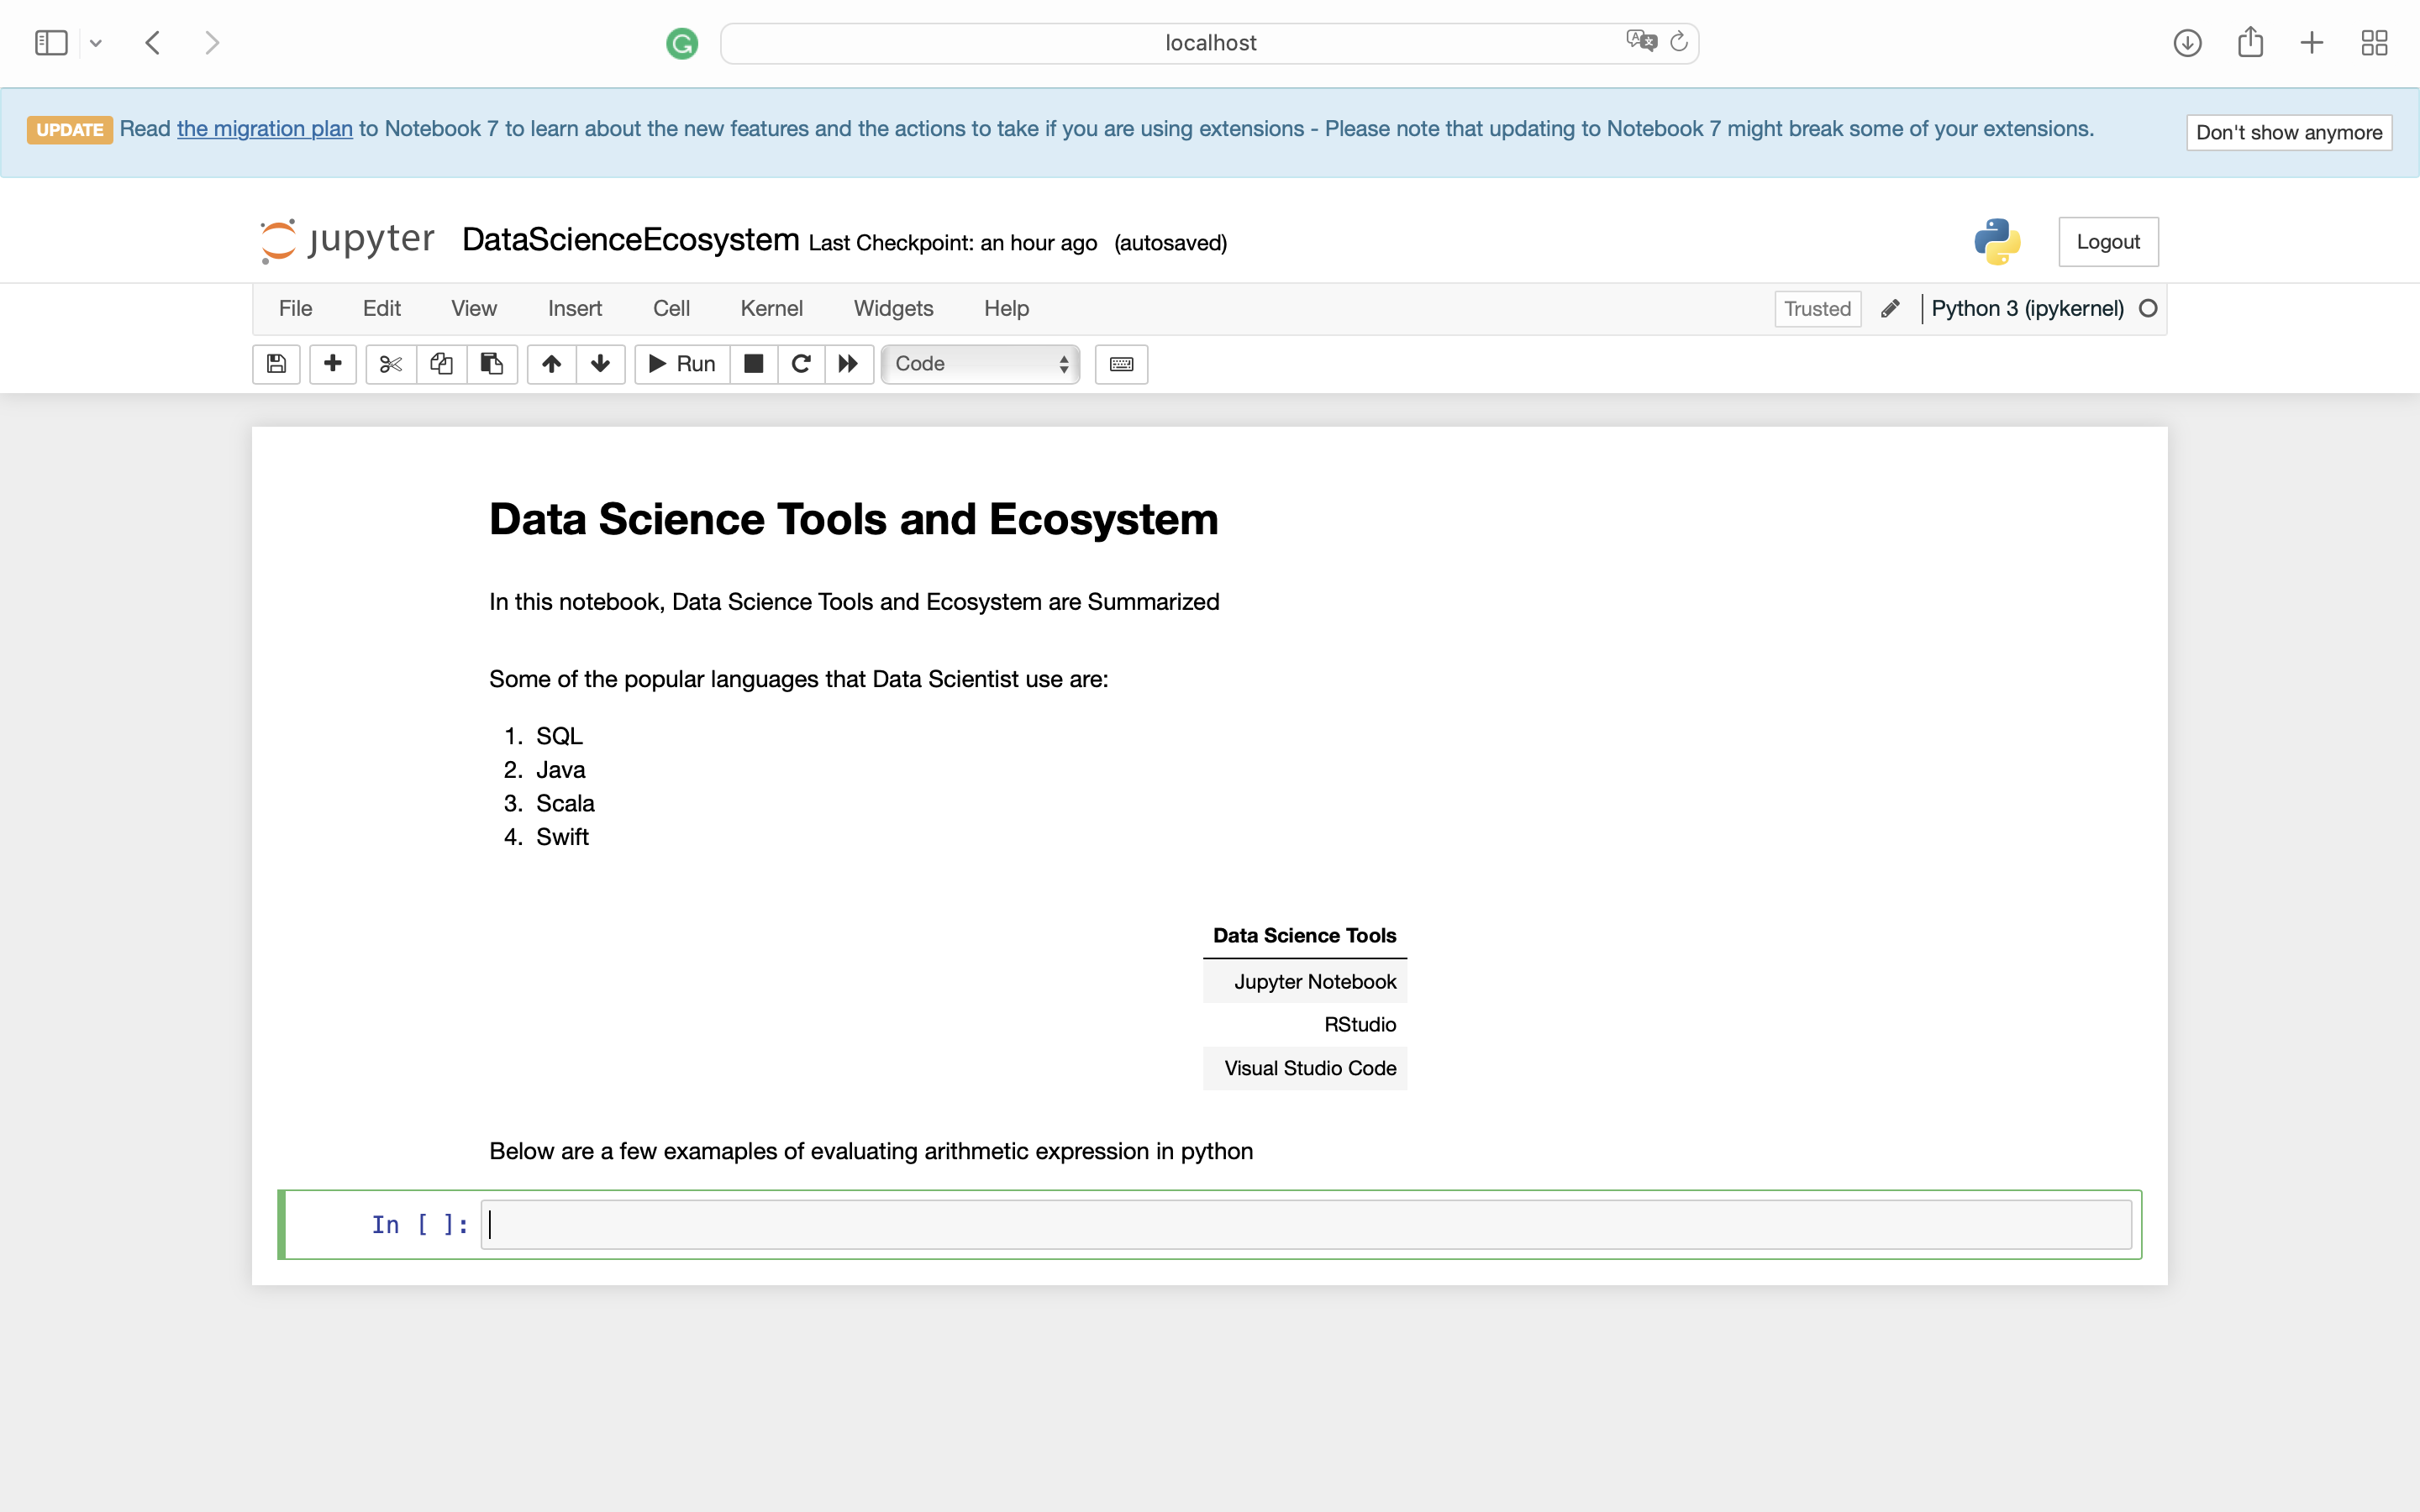 localhost
UPDATE Read the migration plan to Notebook 7 to learn about the new features and the actions to take if you are using extensions - Please note that updating to Notebook 7 might break some of your extensions.
Don't show anymore
jupyter DataScienceEcosystem Last Checkpoint: an hour ago (autosaved)
Logout
File Edit View Insert Cell Kernel Widgets Help
Trusted Python 3 (ipykernel)
Run Code
Data Science Tools and Ecosystem
In this notebook, Data Science Tools and Ecosystem are Summarized
Some of the popular languages that Data Scientist use are:
1. SQL
2. Java
3. Scala
4. Swift
Data Science Tools
Jupyter Notebook
RStudio
Visual Studio Code
Below are a few examaples of evaluating arithmetic expression in python
In [ ]: